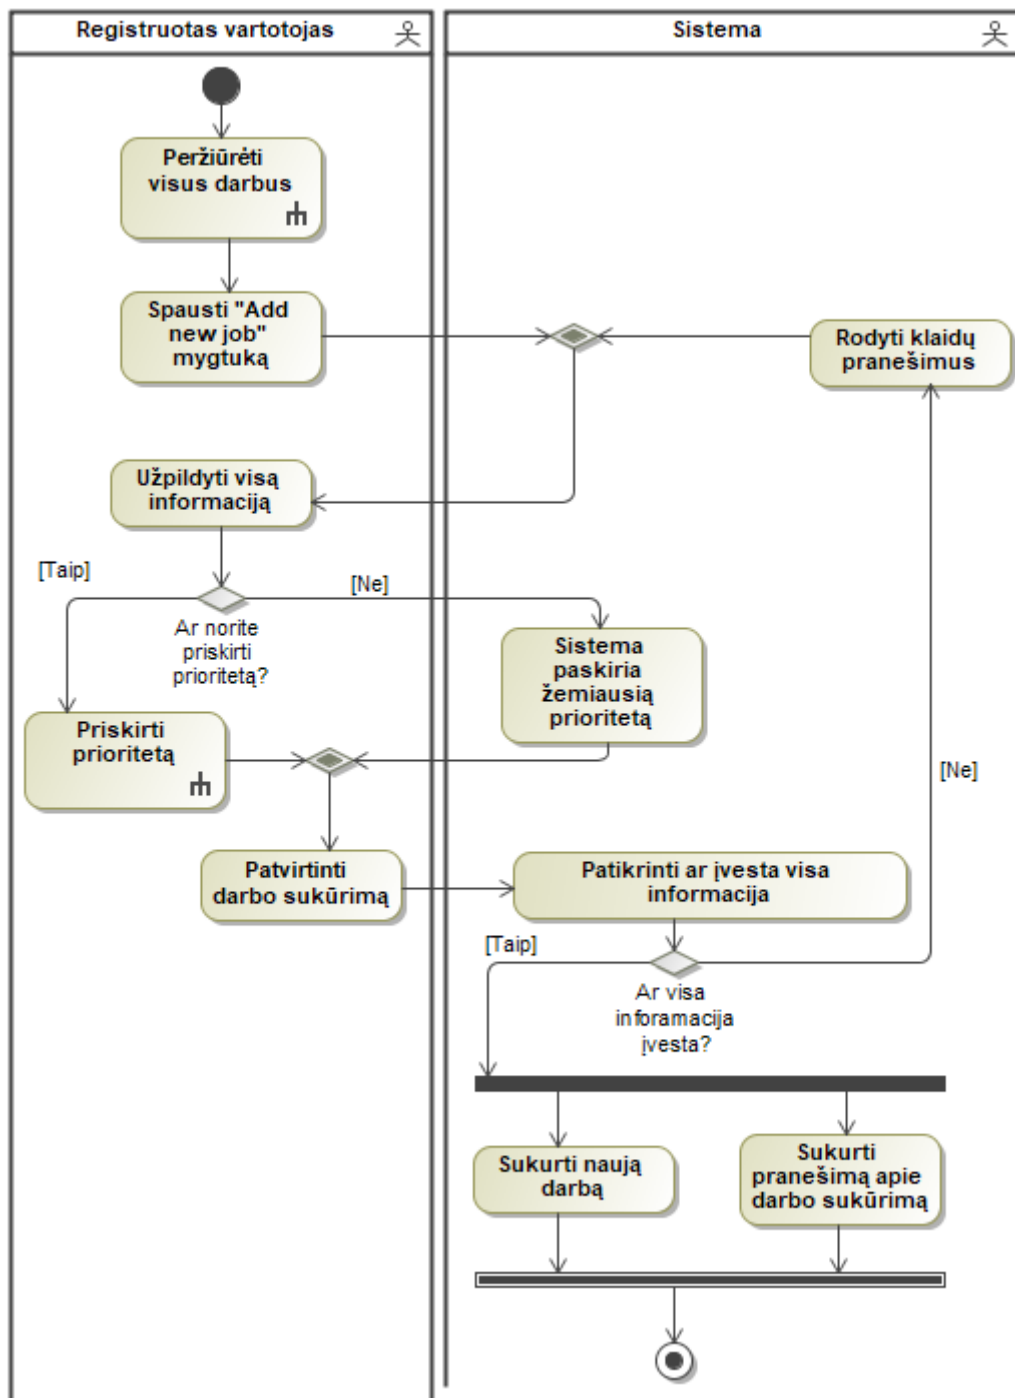 Registruotas vartotojas
Sistema
Peržiūrėti
visus darbus
Spausti "Add
new job"
mygtuką
Rodyti klaidų
pranešimus
Užpildyti visą
informaciją
[Taip]
[Ne]
Ar norite
priskirti
prioritetą?
Sistema
paskiria
žemiausią
prioritetą
Priskirti
prioritetą
[Ne]
Patvirtinti
darbo sukūrimą
Patikrinti ar įvesta visa
informacija
[Taip]
Ar visa
inforamacija
įvesta?
Sukurti naują
darbą
Sukurti
pranešimą apie
darbo sukūrimą